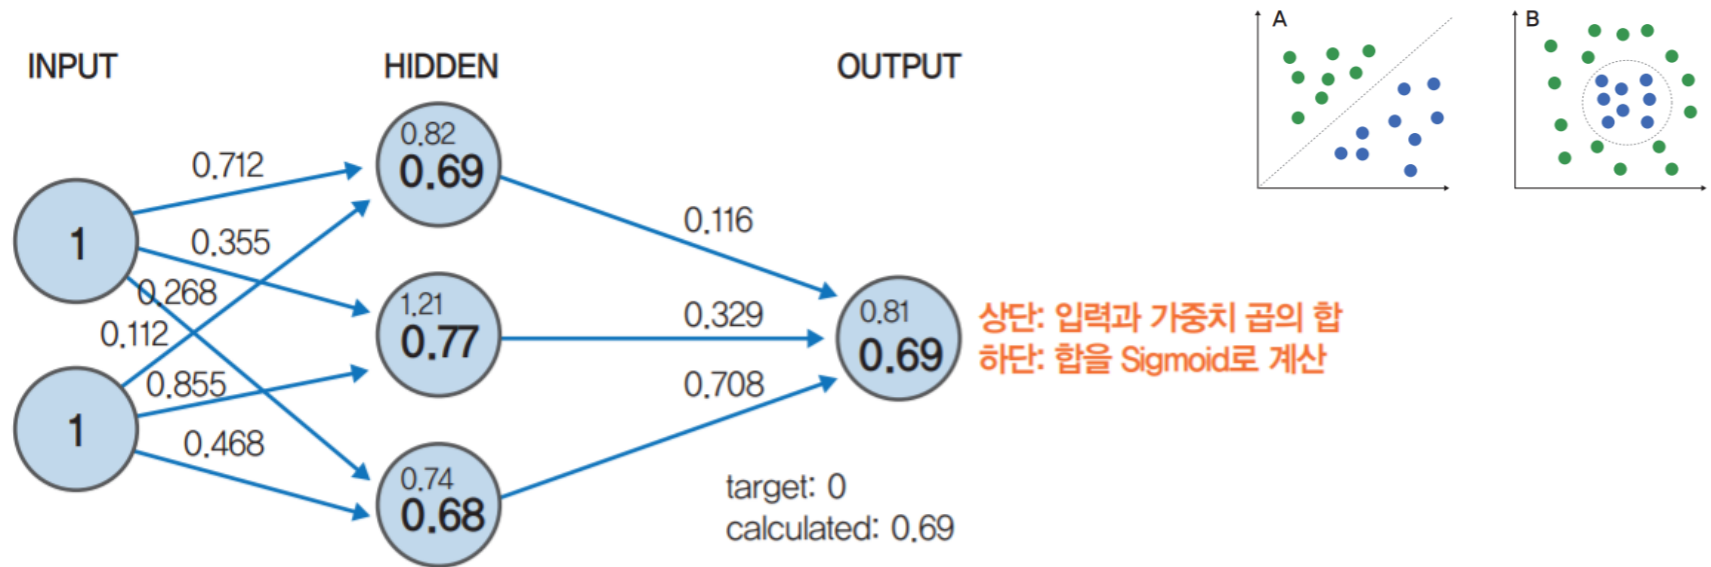 INPUT
HIDDEN
OUTPUT
A
B
0.82
0.69
0.712
0.116
0.355
1
0.268
1.21
0.77
0.329
0.81
0.69
상단: 입력과 가중치 곱의 합
하단: 합을 Sigmoid로 계산
0.112
0.855
0.708
1
0.468
0.74
0.68
target: 0
calculated: 0.69